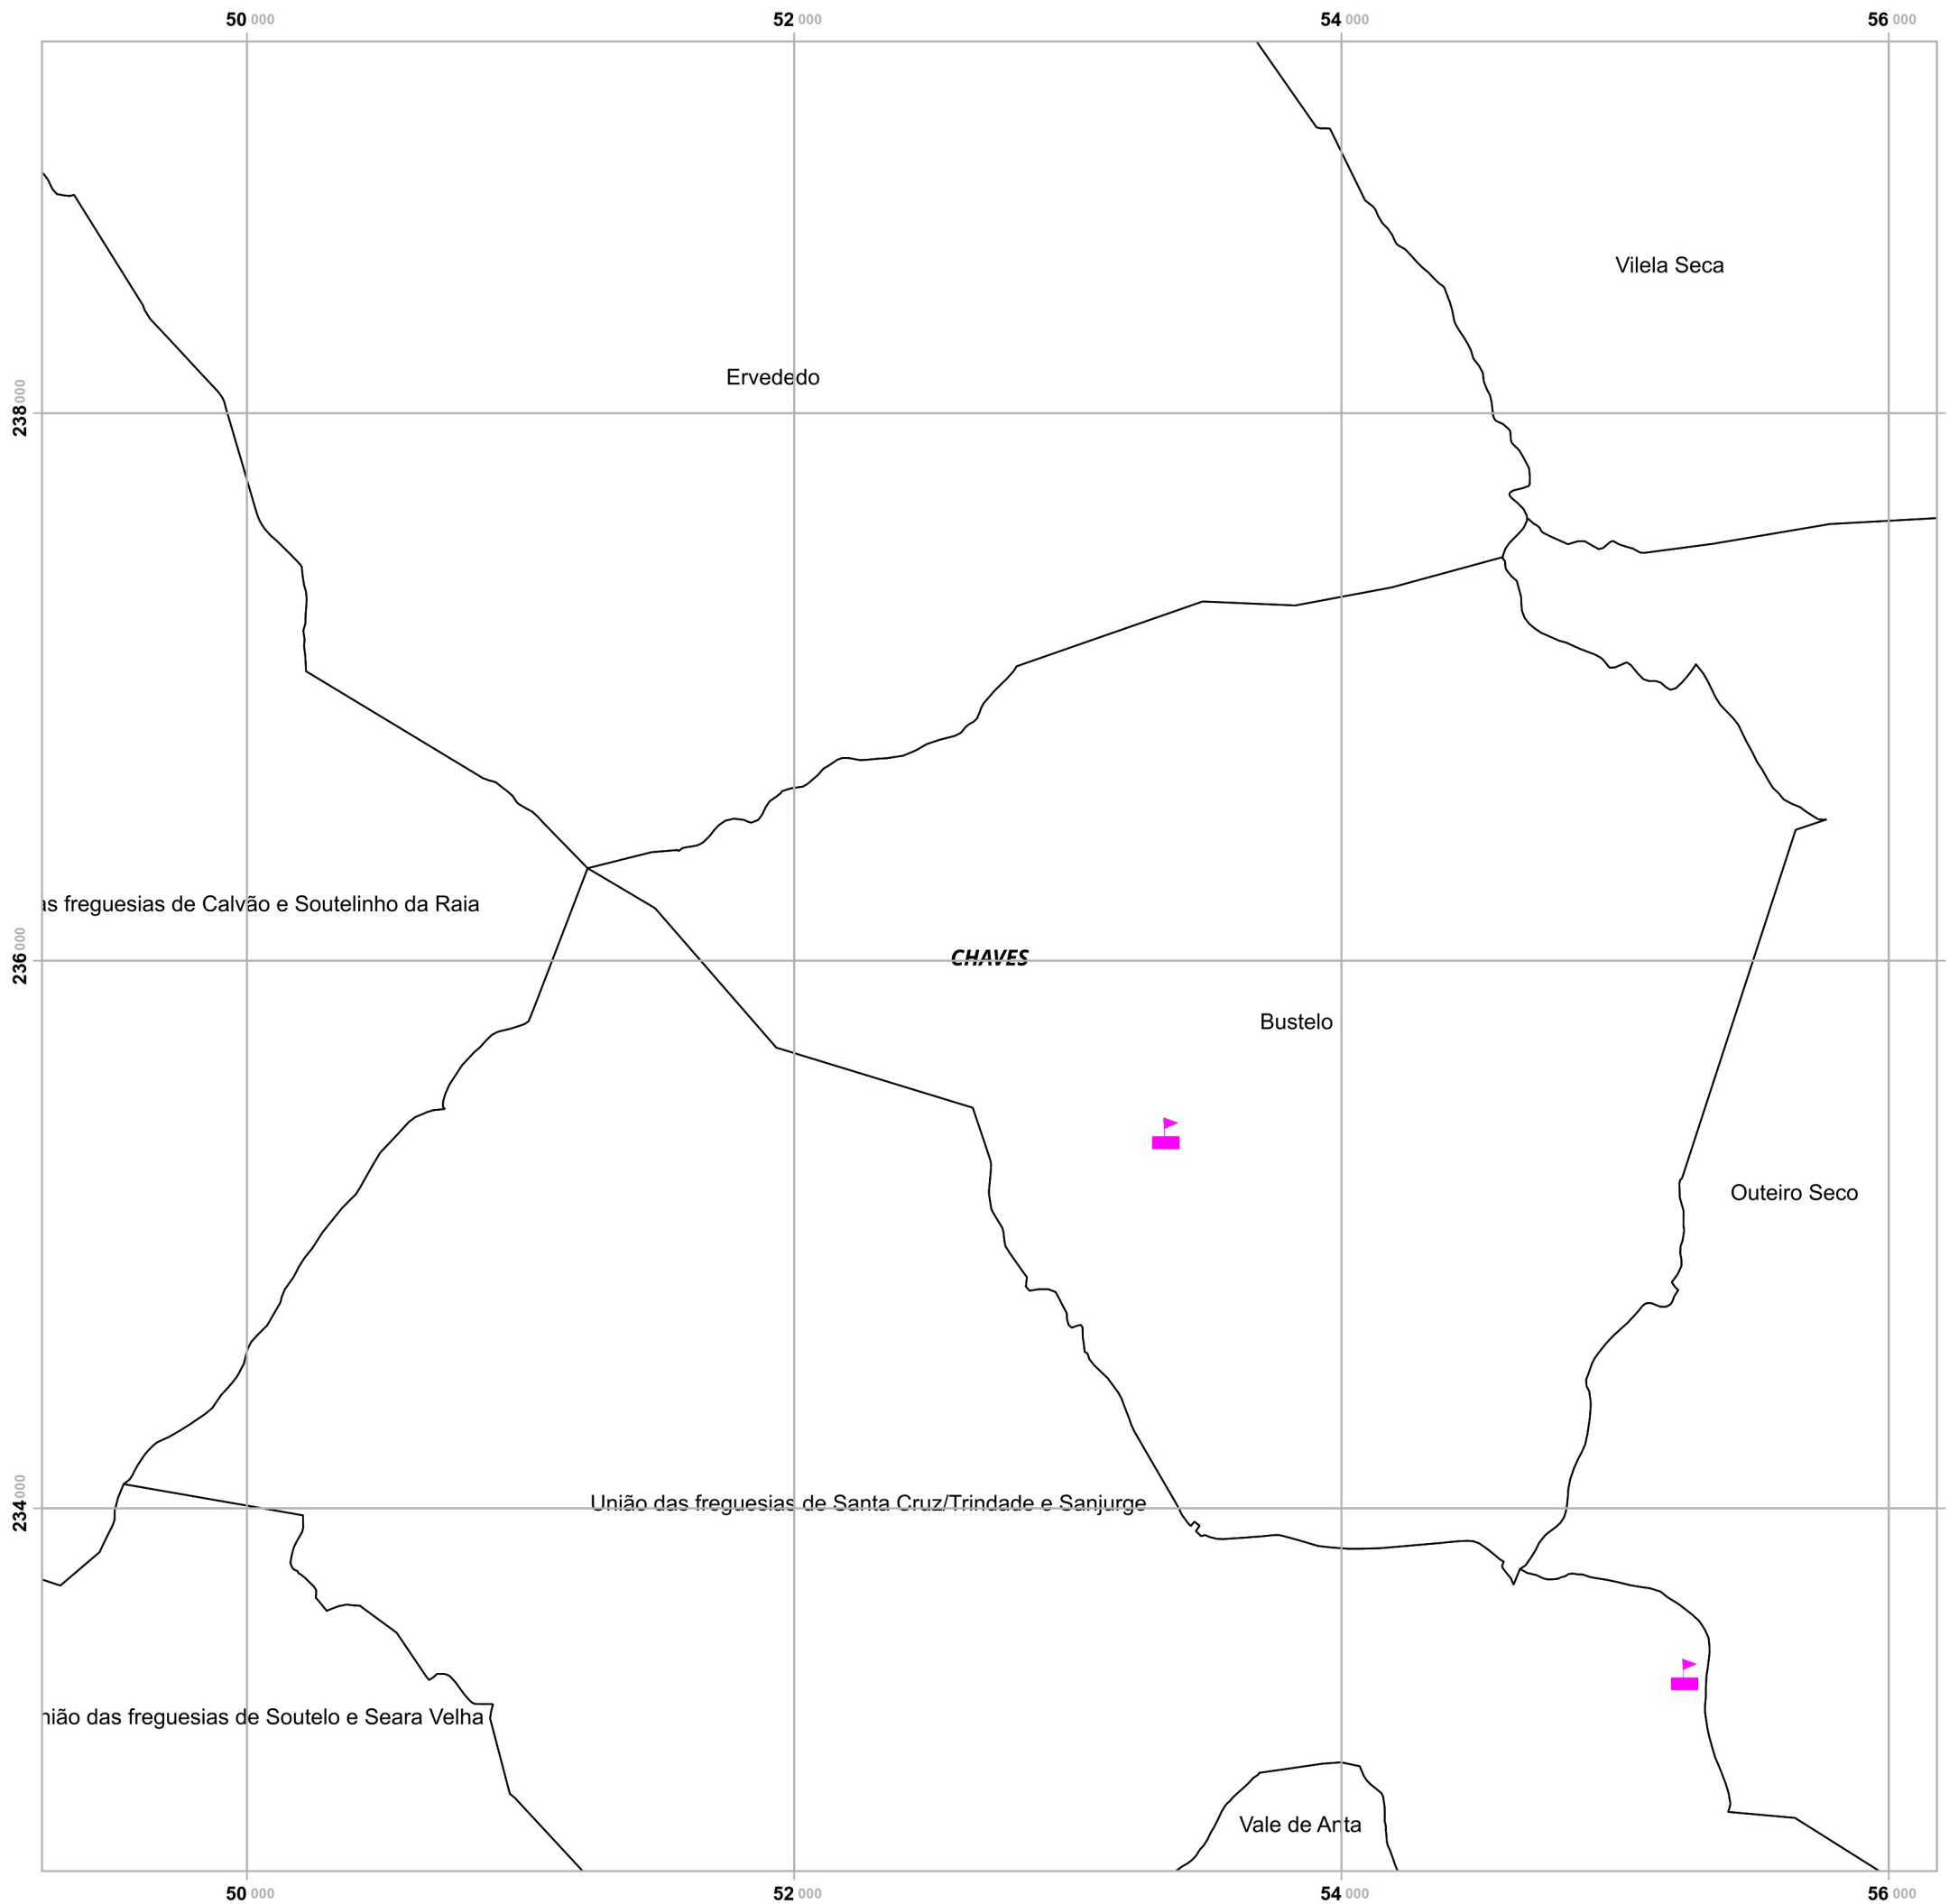 50 000 52 000 54 000 56 000
Vilela Seca
Ervededo
238 000
as freguesias de Calvão e Soutelinho da Raia
236 000
CHAVES
Bustelo
Outeiro Seco
234 000
União das freguesias de Santa Cruz/Trindade e Sanjurge
nião das freguesias de Soutelo e Seara Velha
Vale de Anta
50 000 52 000 54 000 56 000